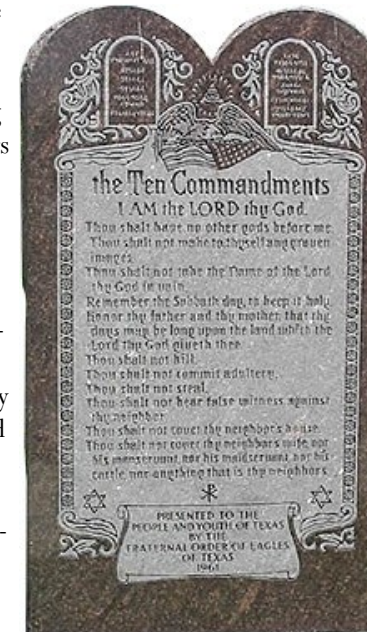 the Ten Commandments
I AM the LORD thy God.
Thou shalt have no other gods before me.
Thou shalt not make to thyself any graven
images.
Thou shalt not take the Name of the Lord
thy God in vain.
Remember the Sabbath day, to keep it holy.
Honor thy father and thy mother, that thy
days may be long upon the land which the
Lord thy God giveth thee.
Thou shalt not kill.
Thou shalt not commit adultery.
Thou shalt not steal.
Thou shalt not bear false witness against
thy neighbor.
Thou shalt not covet thy neighbor's house.
Thou shalt not covet thy neighbor's wife nor
his manservant nor his maidservant nor his
cattle nor anything that is thy neighbor's.
PRESENTED TO THE
PEOPLE AND YOUTH OF TEXAS
BY THE
FRATERNAL ORDER OF EAGLES
OF TEXAS
1961